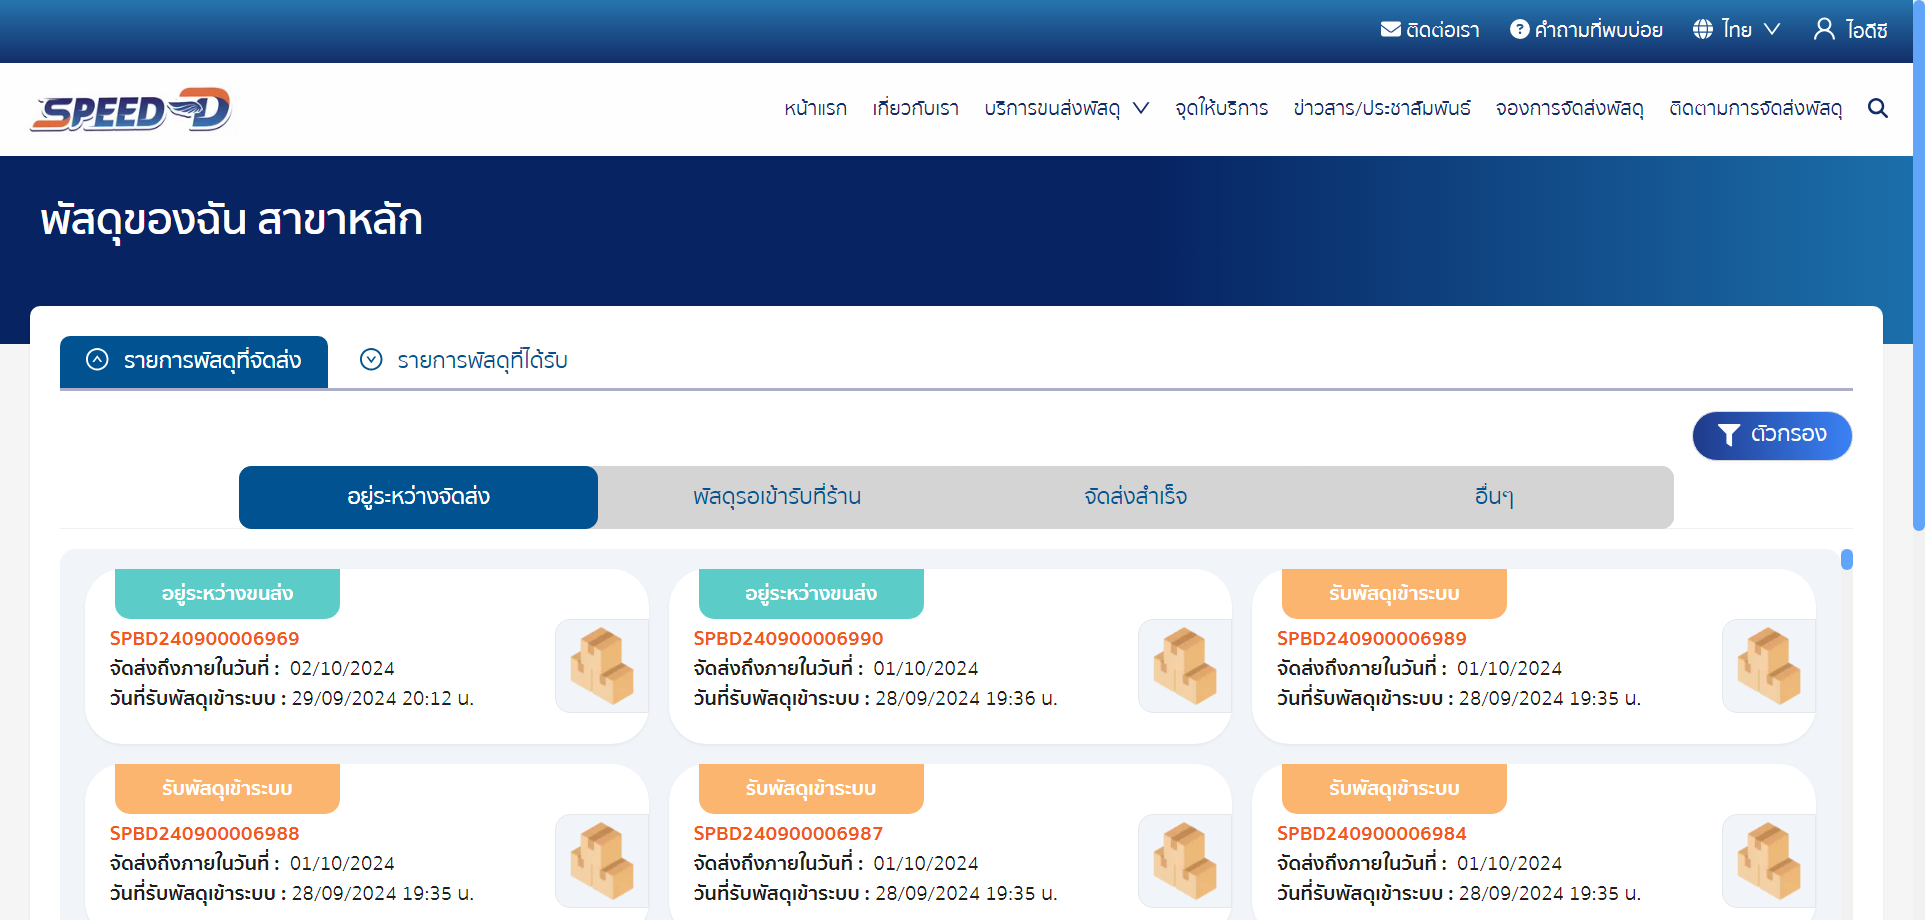 ติดต่อเรา คำถามที่พบบ่อย ไทย ไอดีซี
SPEED-D
หน้าแรก เกี่ยวกับเรา บริการขนส่งพัสดุ จุดให้บริการ ข่าวสาร/ประชาสัมพันธ์ จองการจัดส่งพัสดุ ติดตามการจัดส่งพัสดุ
พัสดุของฉัน สาขาหลัก
รายการพัสดุที่จัดส่ง รายการพัสดุที่ได้รับ
ตัวกรอง
อยู่ระหว่างจัดส่ง พัสดุรอเข้ารับที่ร้าน จัดส่งสำเร็จ อื่นๆ
อยู่ระหว่างขนส่ง
SPBD240900006969
จัดส่งถึงภายในวันที่ : 02/10/2024
วันที่รับพัสดุเข้าระบบ : 29/09/2024 20:12 น.
อยู่ระหว่างขนส่ง
SPBD240900006990
จัดส่งถึงภายในวันที่ : 01/10/2024
วันที่รับพัสดุเข้าระบบ : 28/09/2024 19:36 น.
รับพัสดุเข้าระบบ
SPBD240900006989
จัดส่งถึงภายในวันที่ : 01/10/2024
วันที่รับพัสดุเข้าระบบ : 28/09/2024 19:35 น.
รับพัสดุเข้าระบบ
SPBD240900006988
จัดส่งถึงภายในวันที่ : 01/10/2024
วันที่รับพัสดุเข้าระบบ : 28/09/2024 19:35 น.
รับพัสดุเข้าระบบ
SPBD240900006987
จัดส่งถึงภายในวันที่ : 01/10/2024
วันที่รับพัสดุเข้าระบบ : 28/09/2024 19:35 น.
รับพัสดุเข้าระบบ
SPBD240900006984
จัดส่งถึงภายในวันที่ : 01/10/2024
วันที่รับพัสดุเข้าระบบ : 28/09/2024 19:35 น.